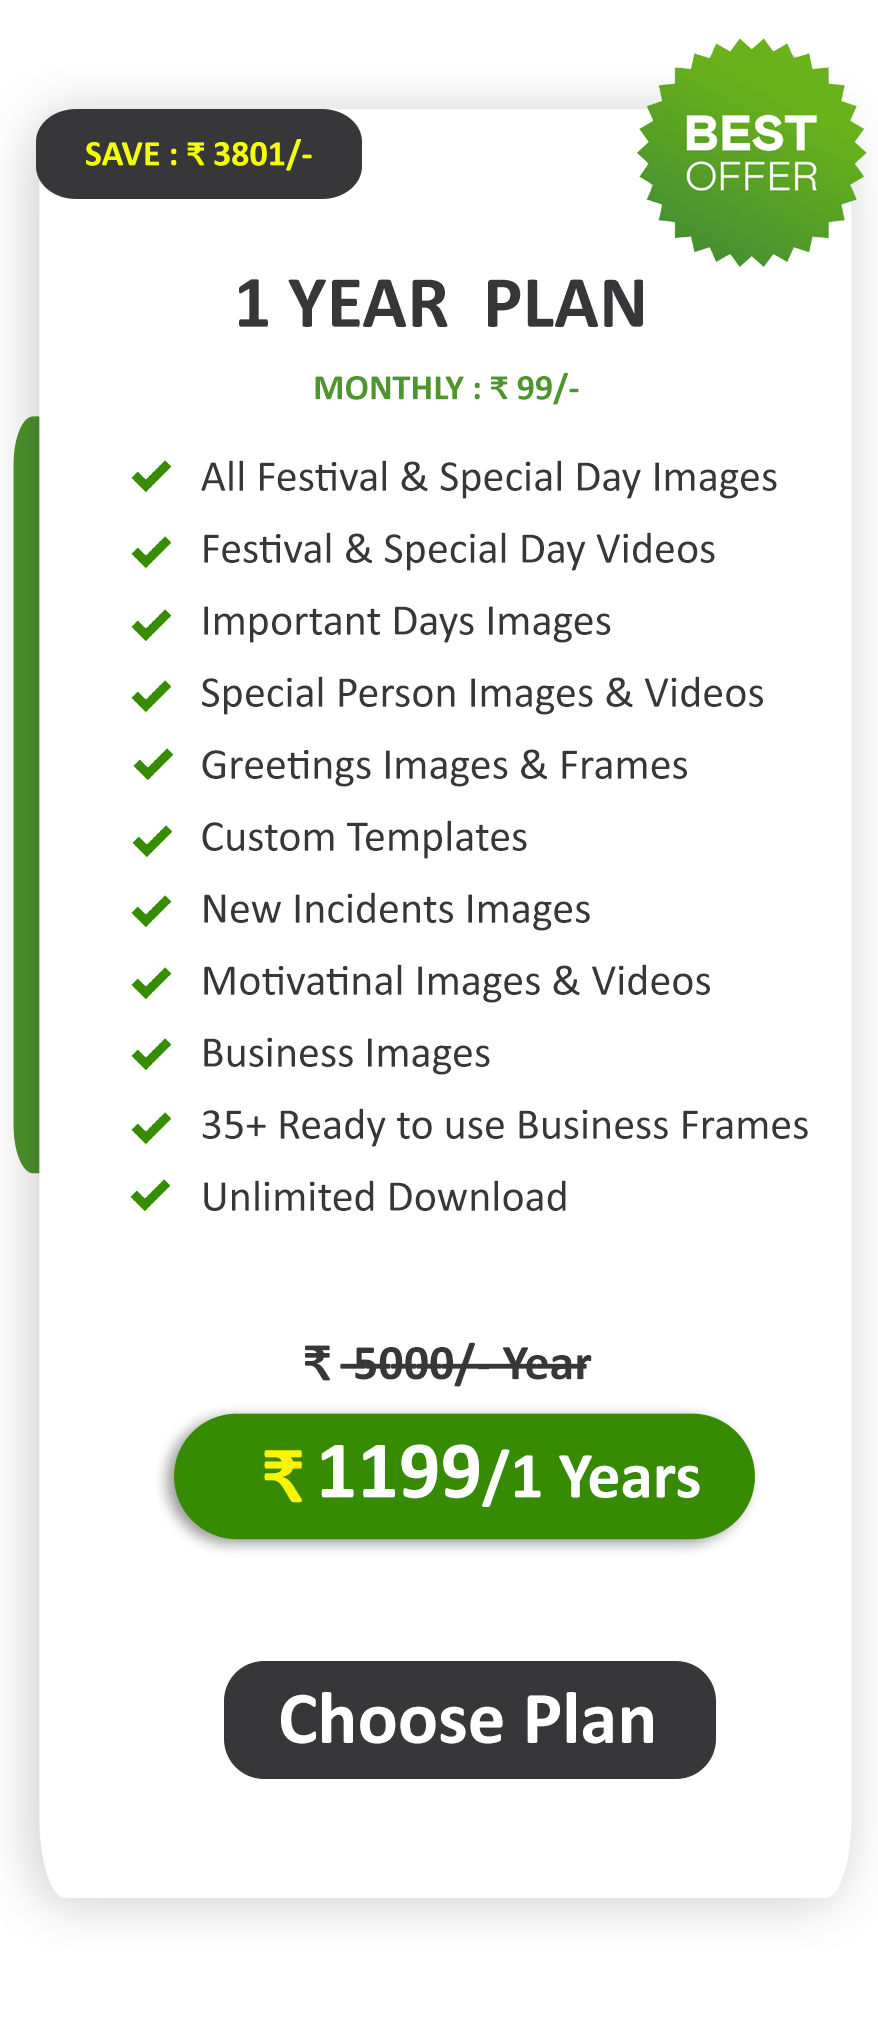 SAVE : ₹ 3801/-
BEST
OFFER
1 YEAR PLAN
MONTHLY : ₹ 99/-
All Festival & Special Day Images
Festival & Special Day Videos
Important Days Images
Special Person Images & Videos
Greetings Images & Frames
Custom Templates
New Incidents Images
Motivatinal Images & Videos
Business Images
35+ Ready to use Business Frames
Unlimited Download
₹ 5000/- Year
₹ 1199/1 Years
Choose Plan